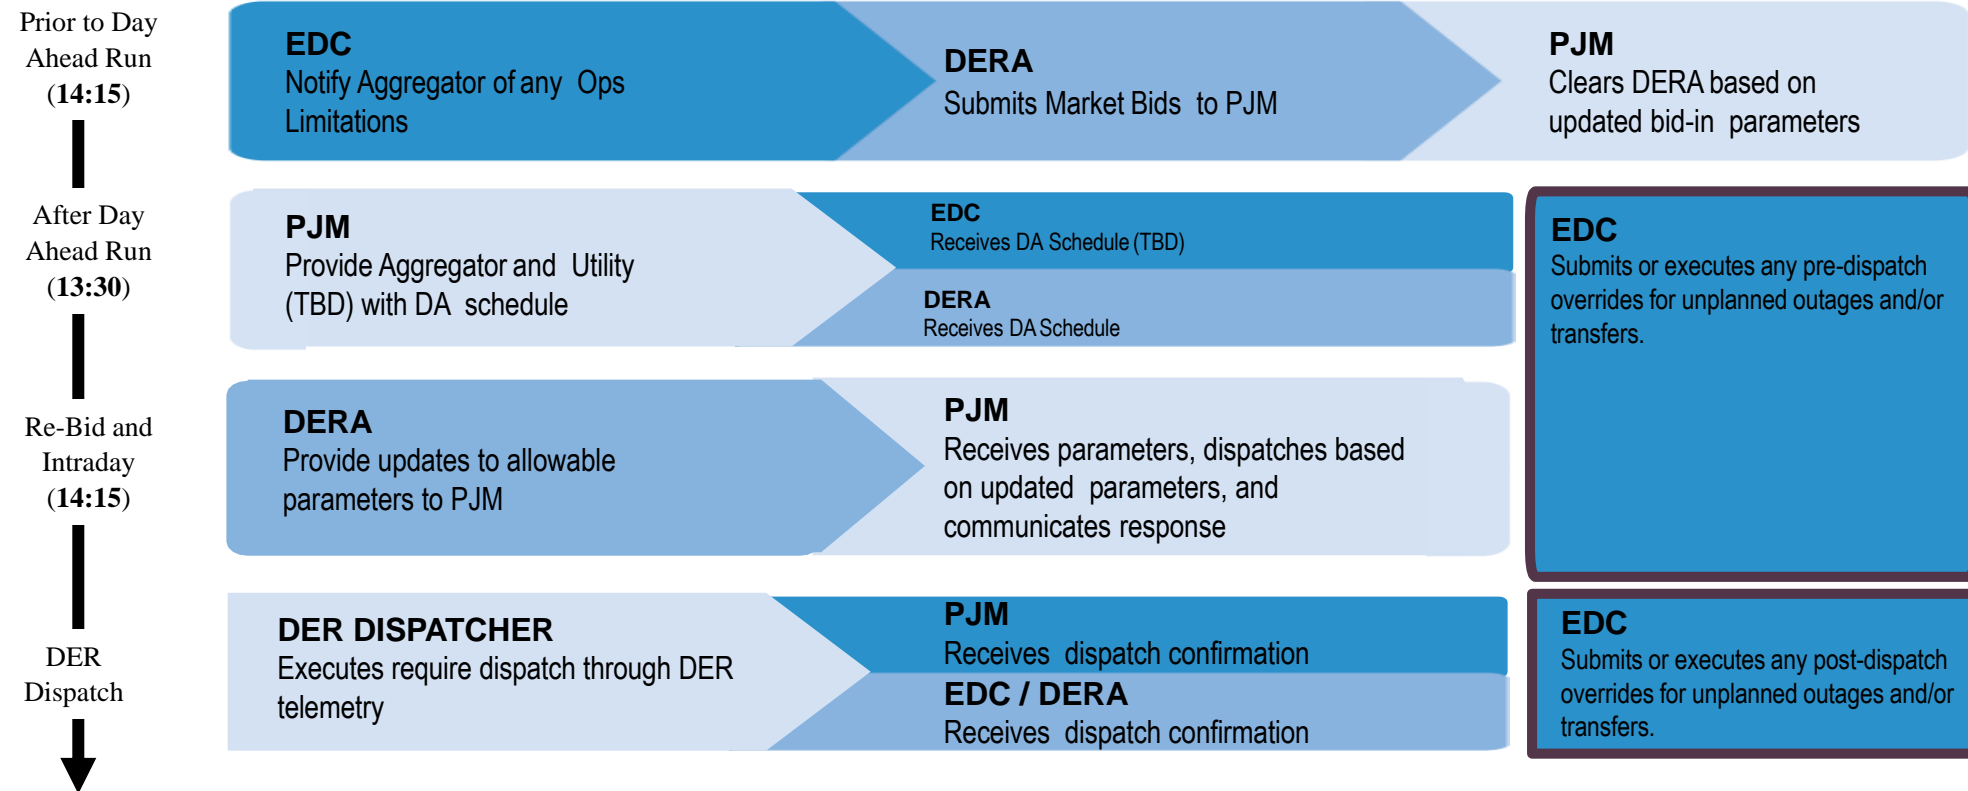 Prior to Day
Ahead Run
(14:15)
EDC
Notify Aggregator of any Ops
Limitations
DERA
Submits Market Bids to PJM
PJM
Clears DERA based on
updated bid-in parameters
After Day
Ahead Run
(13:30)
PJM
Provide Aggregator and Utility
(TBD) with DA schedule
EDC
Receives DA Schedule (TBD)
DERA
Receives DA Schedule
EDC
Submits or executes any pre-dispatch
overrides for unplanned outages and/or
transfers.
Re-Bid and
Intraday
(14:15)
DERA
Provide updates to allowable
parameters to PJM
PJM
Receives parameters, dispatches based
on updated parameters, and
communicates response
DER
Dispatch
DER DISPATCHER
Executes require dispatch through DER
telemetry
PJM
Receives dispatch confirmation
EDC / DERA
Receives dispatch confirmation
EDC
Submits or executes any post-dispatch
overrides for unplanned outages and/or
transfers.